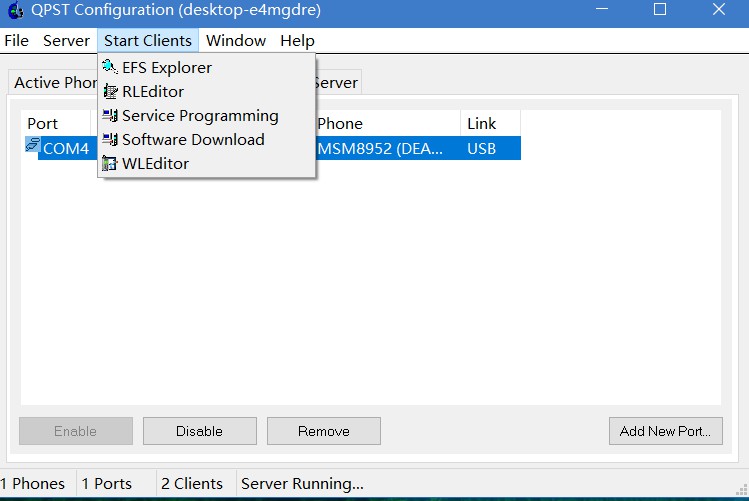 QPST Configuration (desktop-e4mgdre)
File Server Start Clients Window Help
EFS Explorer
RLEditor
Service Programming
Software Download
WLEditor
Active Server
Port Phone Link
COM4 MSM8952 (DEA... USB
Enable Disable Remove Add New Port...
1 Phones 1 Ports 2 Clients Server Running...